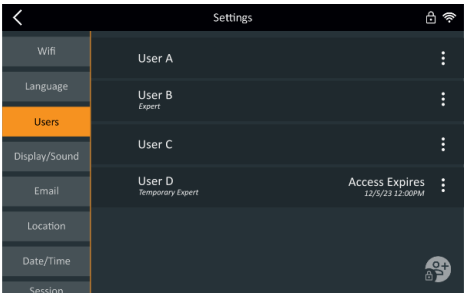 Settings
Wifi
Language
Users
Display/Sound
Email
Location
Date/Time
Session
User A
User B
Expert
User C
User D
Temporary Expert
Access Expires
12/5/23 12:00PM